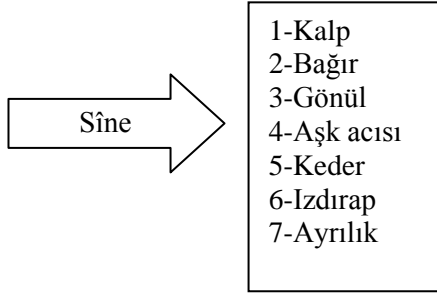 Sîne
1-Kalp
2-Bağır
3-Gönül
4-Aşk acısı
5-Keder
6-Izdırap
7-Ayrılık